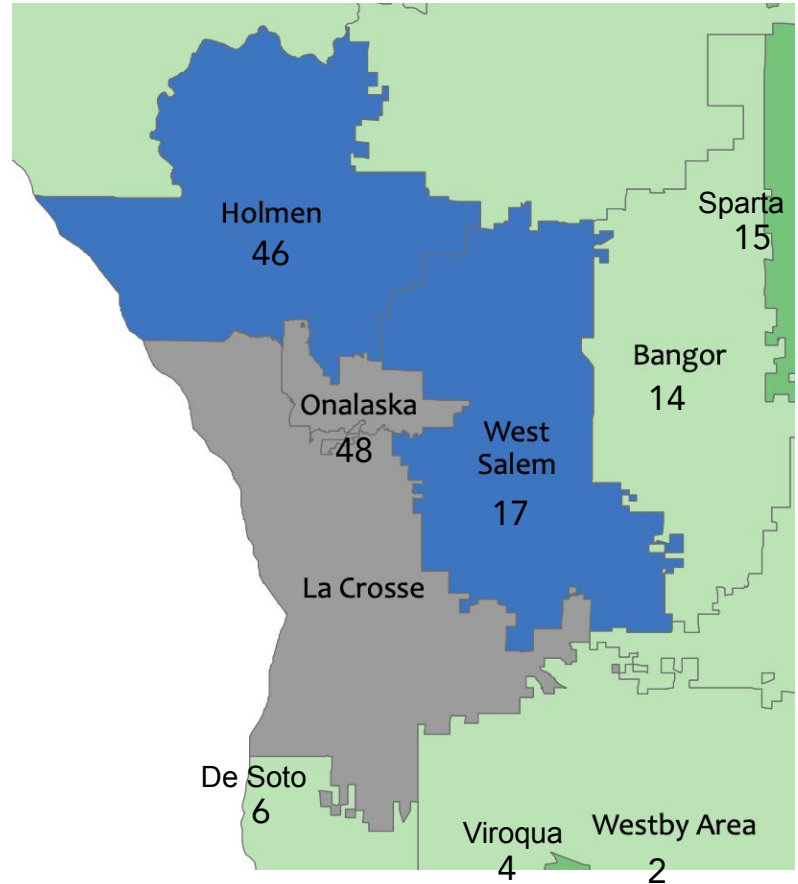 Holmen
46
Sparta
15
Bangor
14
Onalaska
48
West
Salem
17
La Crosse
De Soto
6
Viroqua
4
Westby Area
2